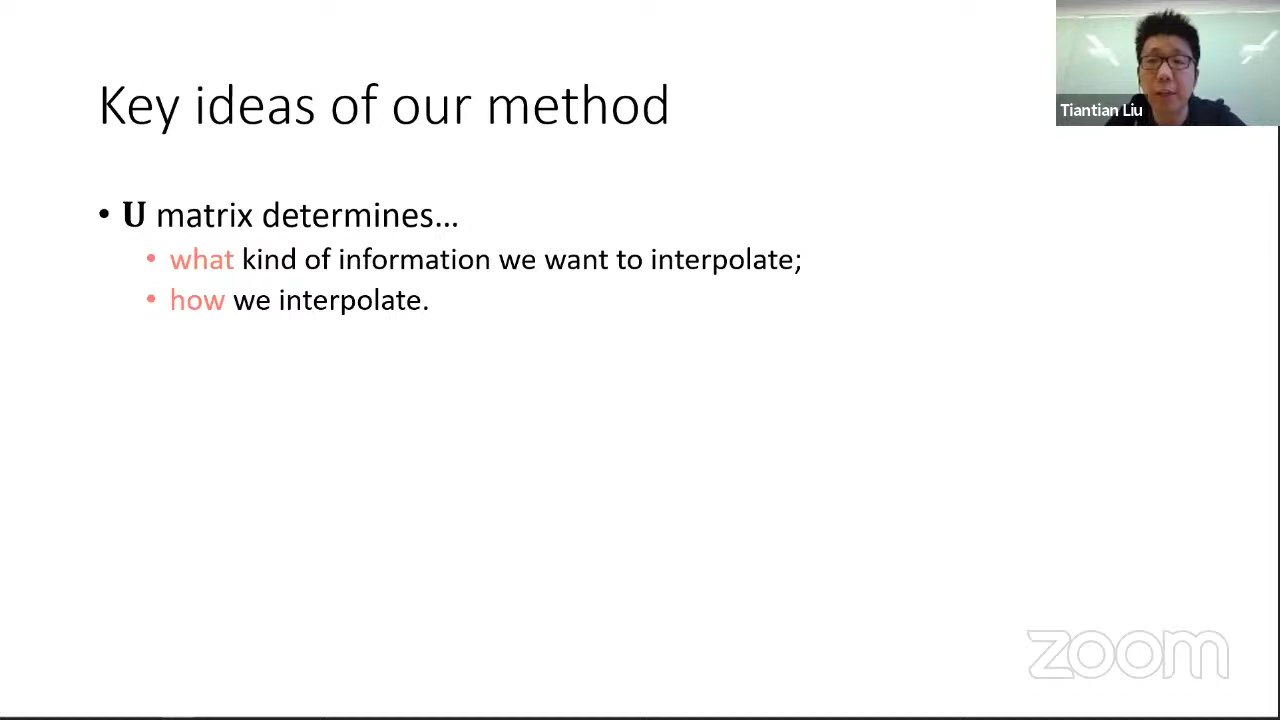 Key ideas of our method
Tiantian Liu
• U matrix determines…
• what kind of information we want to interpolate;
• how we interpolate.
zoom